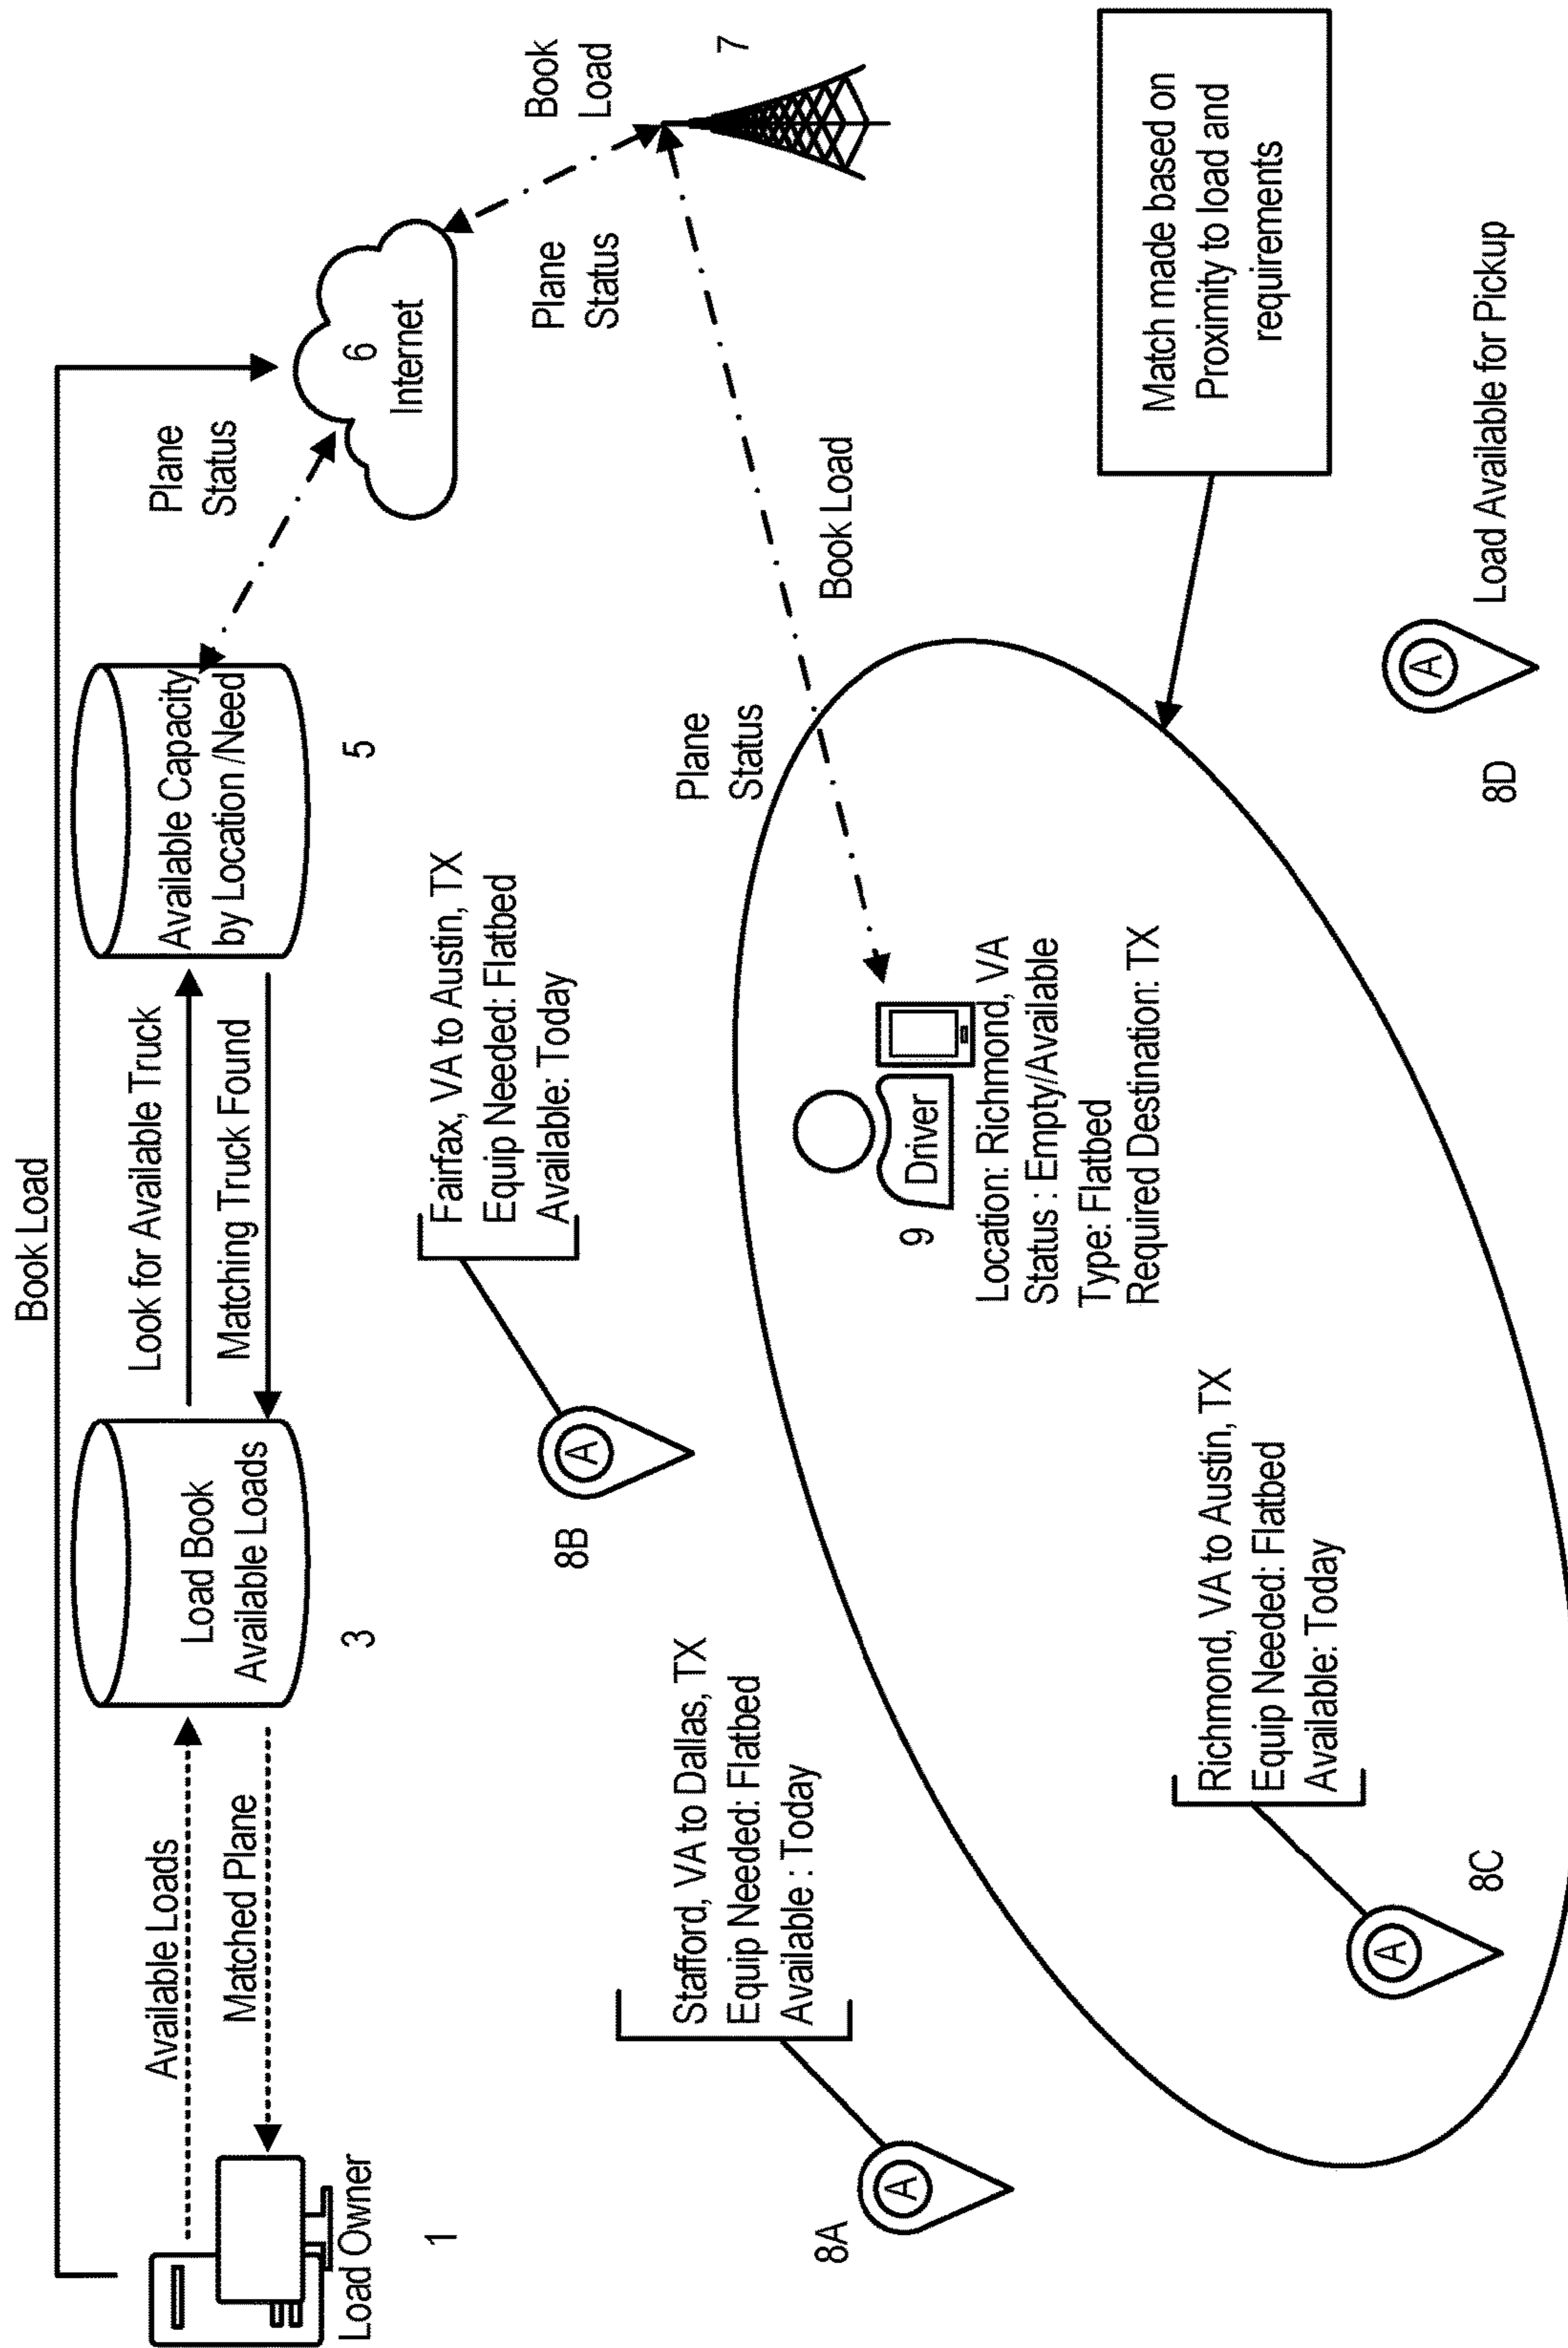 Book Load
Available Loads
Matched Plane
Load Owner
1
Load Book
Available Loads
3
Look for Available Truck
Matching Truck Found
Available Capacity
by Location /Need
5
Plane
Status
6
Internet
Book
Load
Plane
Status
7
Fairfax, VA to Austin, TX
Equip Needed: Flatbed
Available: Today
A
8B
Stafford, VA to Dallas, TX
Equip Needed: Flatbed
Available : Today
A
8A
Plane
Status
Book Load
Driver
9
Location: Richmond, VA
Status : Empty/Available
Type: Flatbed
Required Destination: TX
Match made based on
Proximity to load and
requirements
Richmond, VA to Austin, TX
Equip Needed: Flatbed
Available: Today
A
8C
A
8D
Load Available for Pickup